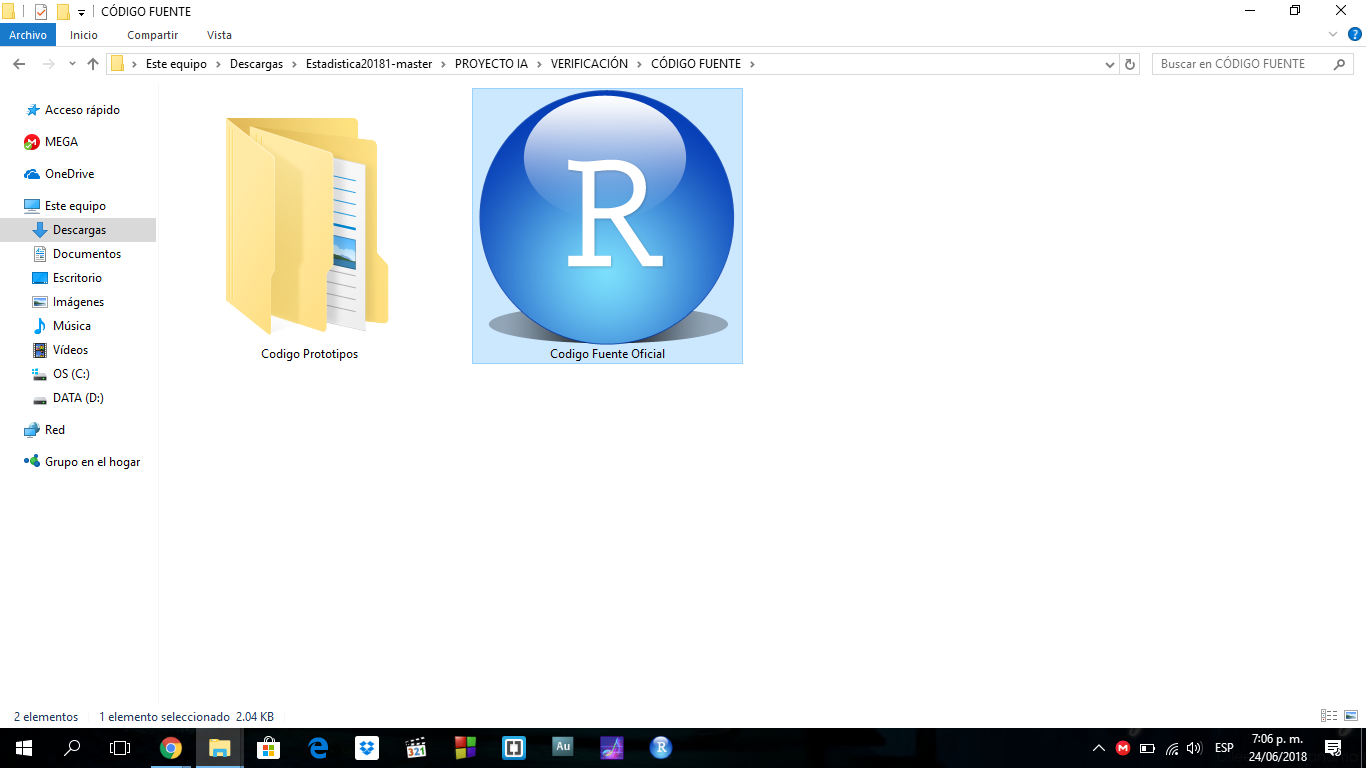 CÓDIGO FUENTE
Archivo Inicio Compartir Vista
Este equipo Descargas Estadistica20181-master PROYECTO IA VERIFICACIÓN CÓDIGO FUENTE Buscar en CÓDIGO FUENTE
Acceso rápido
MEGA
OneDrive
Este equipo
Descargas
Documentos
Escritorio
Imágenes
Música
Vídeos
OS (C:)
DATA (D:)
Red
Grupo en el hogar
R
Codigo Prototipos
Codigo Fuente Oficial
2 elementos 1 elemento seleccionado 2.04 KB
321
Au
R
ESP
7:06 p. m.
24/06/2018